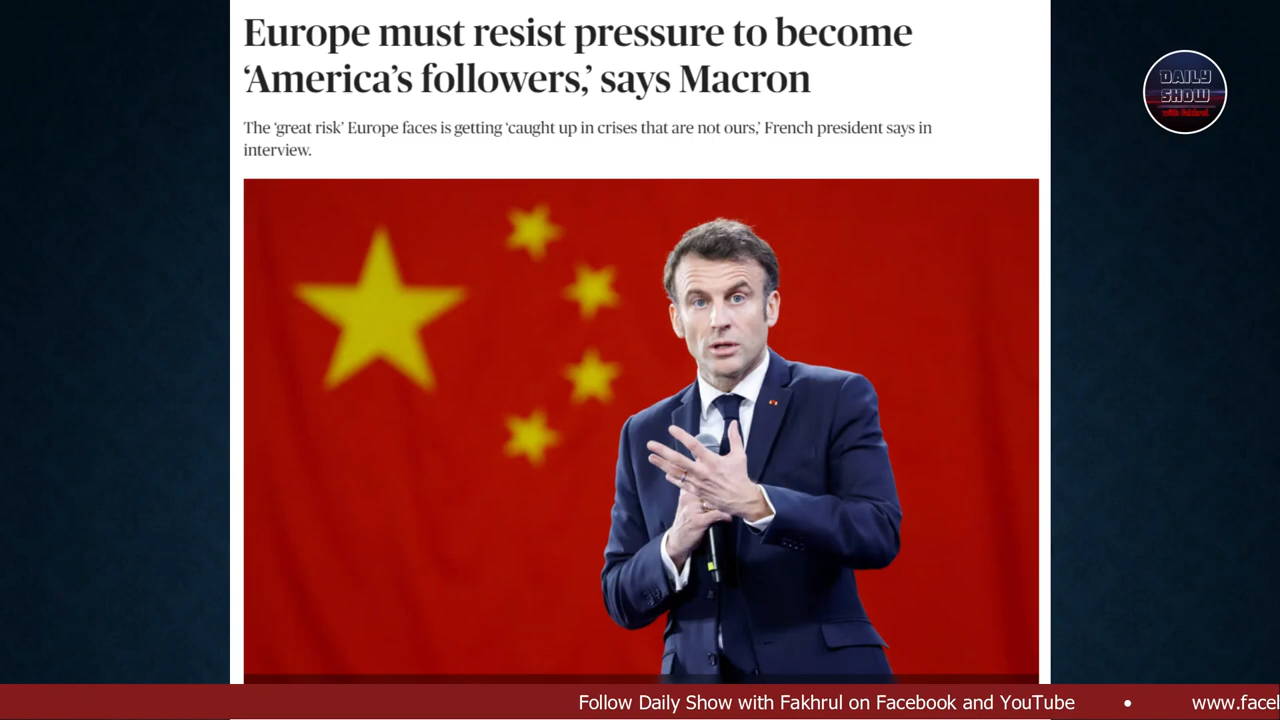 Europe must resist pressure to become
‘America’s followers,’ says Macron
The ‘great risk’ Europe faces is getting ‘caught up in crises that are not ours,’ French president says in
interview.
DAILY
SHOW
with Fakhrul
Follow Daily Show with Fakhrul on Facebook and YouTube • www.facel